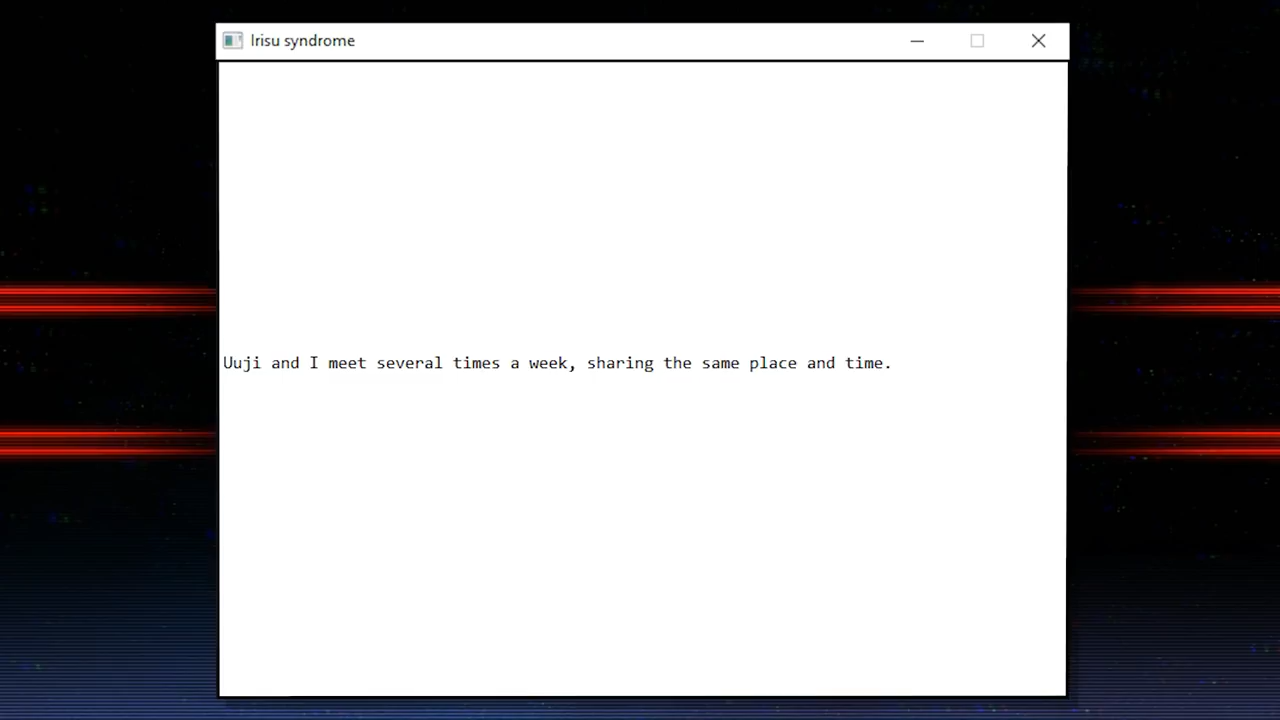 Irisu syndrome
Uuji and I meet several times a week, sharing the same place and time.